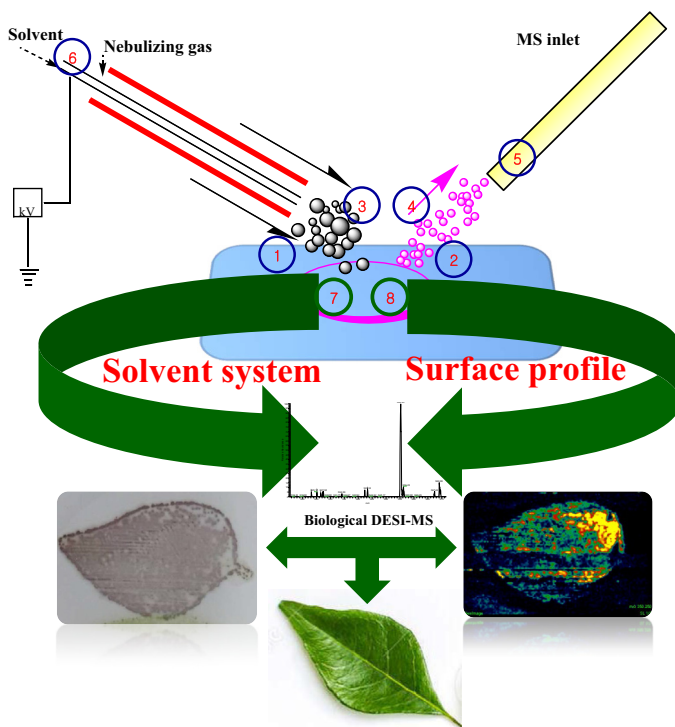 Solvent
6
Nebulizing gas
MS inlet
5
kV
3
4
1
2
7
8
Solvent system
Surface profile
Biological DESI-MS